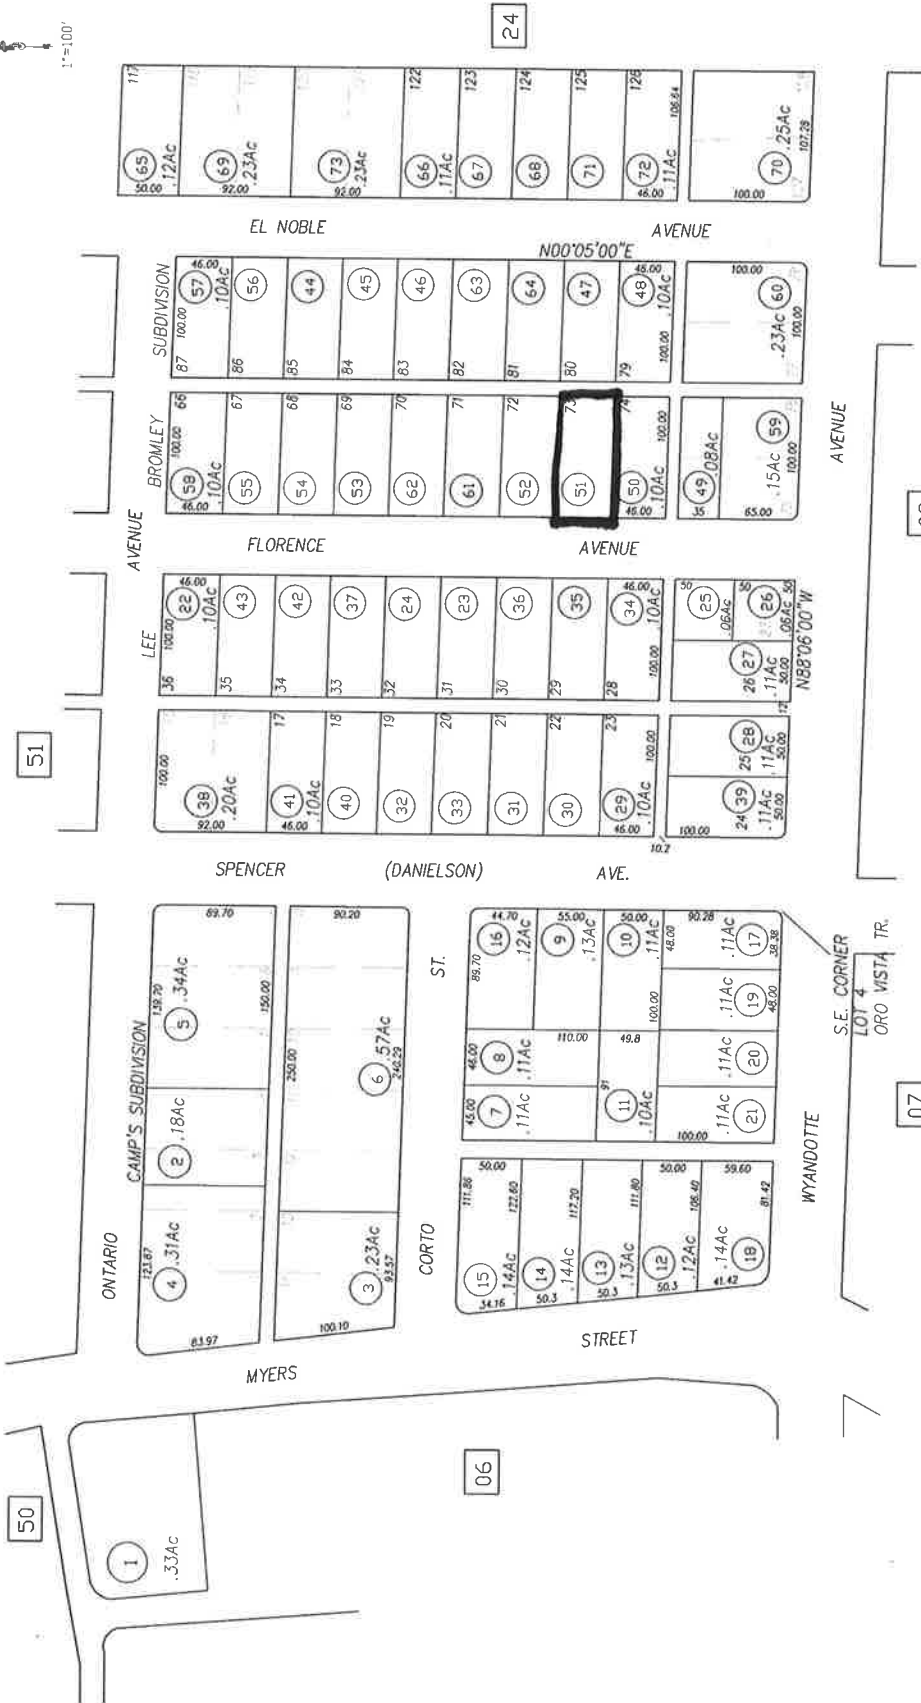 1"=100'
24
51
50
06
07
117
65
.12Ac
50.00
69
.23Ac
92.00
73
.23Ac
92.00
122
66
.11Ac
123
67
124
68
125
71
126
72
.11Ac
46.00
106.64
70
.25Ac
100.00
107.28
EL NOBLE
AVENUE
N00°05'00"E
SUBDIVISION
46.00
57
.10Ac
100.00
87
56
86
44
85
45
84
46
83
63
82
64
81
47
80
46.00
48
.10Ac
100.00
79
100.00
60
.23Ac
100.00
BROMLEY
66
100.00
58
.10Ac
46.00
67
55
68
54
69
53
70
62
71
61
72
52
73
51
74
100.00
50
.10Ac
46.00
49
.08Ac
35
59
.15Ac
65.00
100.00
AVENUE
AVENUE
FLORENCE
AVENUE
LEE
46.00
22
.10Ac
100.00
36
43
35
42
34
37
33
24
32
23
31
36
30
35
29
46.00
34
.10Ac
100.00
28
50
25
.06Ac
50
26
.06Ac
50
27
.11Ac
26
50.00
N88°06'00"W
12
100.00
38
.20Ac
92.00
17
41
.10Ac
46.00
18
40
19
32
20
33
21
31
22
30
23
100.00
29
.10Ac
46.00
28
.11Ac
25
50.00
39
.11Ac
24
50.00
100.00
10.2
SPENCER
(DANIELSON)
AVE.
CAMP'S SUBDIVISION
89.70
139.70
5
.34Ac
150.00
2
.18Ac
123.67
4
.31Ac
83.97
90.20
250.00
6
.57Ac
240.29
3
.23Ac
93.57
100.10
ONTARIO
CORTO
ST.
44.70
89.70
16
.12Ac
55.00
9
.13Ac
50.00
10
.11Ac
100.00
90.28
48.00
.11Ac
17
38.38
.11Ac
19
48.00
46.00
8
.11Ac
110.00
49.8
.11Ac
20
45.00
7
.11Ac
91
11
.10Ac
100.00
.11Ac
21
50.00
111.86
122.60
15
.14Ac
34.16
117.20
14
.14Ac
50.3
111.80
13
.13Ac
50.3
50.00
106.40
12
.12Ac
50.3
59.60
81.42
.14Ac
18
41.42
S.E. CORNER
LOT 4
ORO VISTA TR.
WYANDOTTE
AVENUE
MYERS
STREET
1
.33Ac